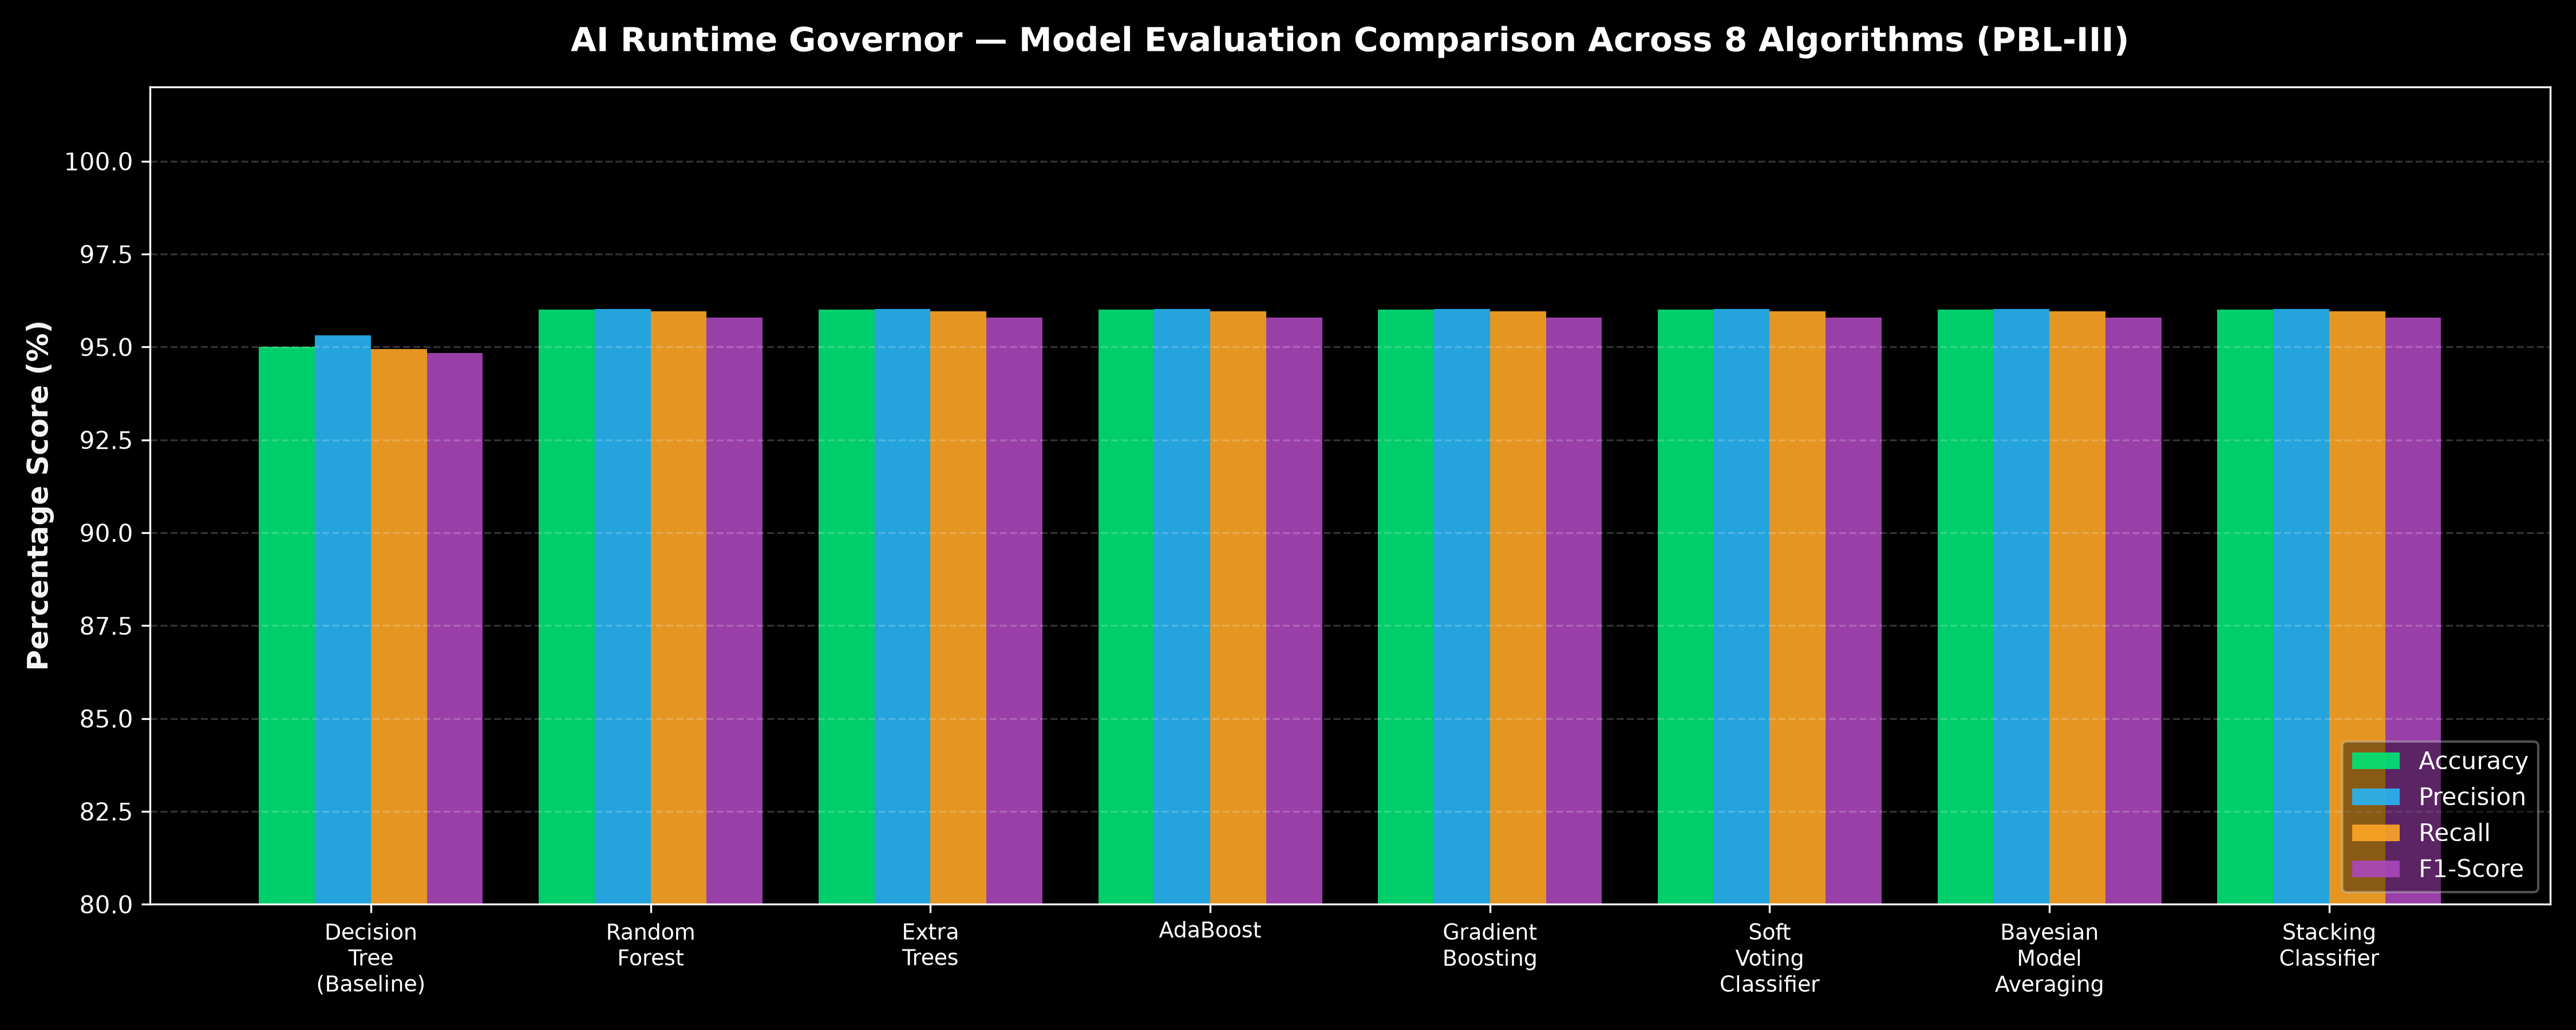 AI Runtime Governor — Model Evaluation Comparison Across 8 Algorithms (PBL-III)
Percentage Score (%)
100.0
97.5
95.0
92.5
90.0
87.5
85.0
82.5
80.0
Decision
Tree
(Baseline)
Random
Forest
Extra
Trees
AdaBoost
Gradient
Boosting
Soft
Voting
Classifier
Bayesian
Model
Averaging
Stacking
Classifier
Accuracy
Precision
Recall
F1-Score